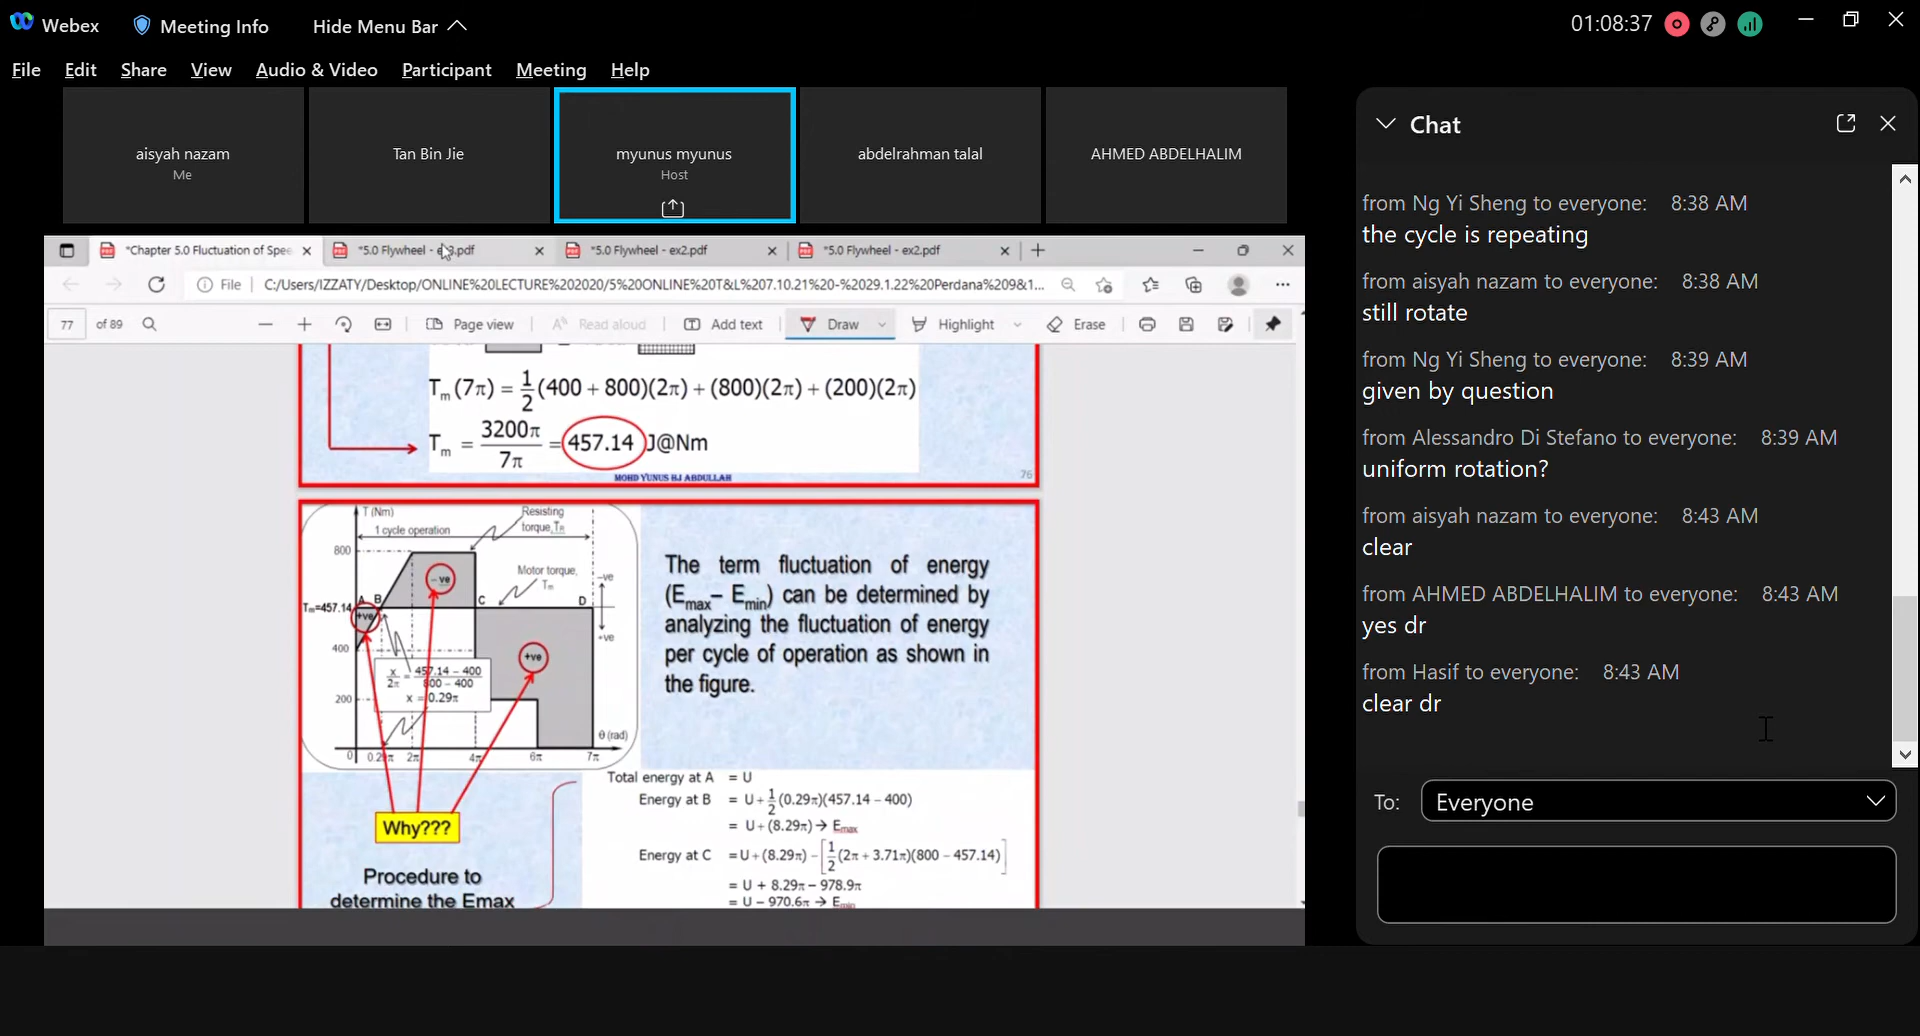 Webex Meeting Info Hide Menu Bar 01:08:37
File Edit Share View Audio & Video Participant Meeting Help
aisyah nazam
Me
Tan Bin Jie
myunus myunus
Host
abdelrahman talal
AHMED ABDELHALIM
*Chapter 5.0 Fluctuation of Spee *5.0 Flywheel - ex3.pdf *5.0 Flywheel - ex2.pdf *5.0 Flywheel - ex2.pdf
File C:/Users/IZZATY/Desktop/ONLINE%20LECTURE%202020/5%20ONLINE%20T&L%207.10.21%20-%2029.1.22%20Perdana%209&1...
77 of 89 Page view Read aloud Add text Draw Highlight Erase
Tm (7π) = 1/2 (400 + 800)(2π) + (800)(2π) + (200)(2π)
Tm = 3200π / 7π = 457.14 J@Nm
MOHD YUNUS HJ ABDULLAH 76
T (Nm)
Resisting
torque, TR
1 cycle operation
800
- ve
Motor torque,
Tm
-ve
A B C D
Tm=457.14
+ve
+ve
400
+ve
x/2π = 457.14 – 400 / 800 – 400
x = 0.29π
200
θ (rad)
0 2π 4π 6π 7π
Why???
Procedure to
determine the Emax
The term fluctuation of energy
(Emax– Emin) can be determined by
analyzing the fluctuation of energy
per cycle of operation as shown in
the figure.
Total energy at A = U
Energy at B = U+ 1/2 (0.29π)(457.14 – 400)
= U+ (8.29π) → Emax
Energy at C =U+ (8.29π) – [1/2 (2π + 3.71π)(800 – 457.14)]
= U + 8.29π – 978.9π
= U – 970.6π → Emin
Chat
from Ng Yi Sheng to everyone: 8:38 AM
the cycle is repeating
from aisyah nazam to everyone: 8:38 AM
still rotate
from Ng Yi Sheng to everyone: 8:39 AM
given by question
from Alessandro Di Stefano to everyone: 8:39 AM
uniform rotation?
from aisyah nazam to everyone: 8:43 AM
clear
from AHMED ABDELHALIM to everyone: 8:43 AM
yes dr
from Hasif to everyone: 8:43 AM
clear dr
To: Everyone